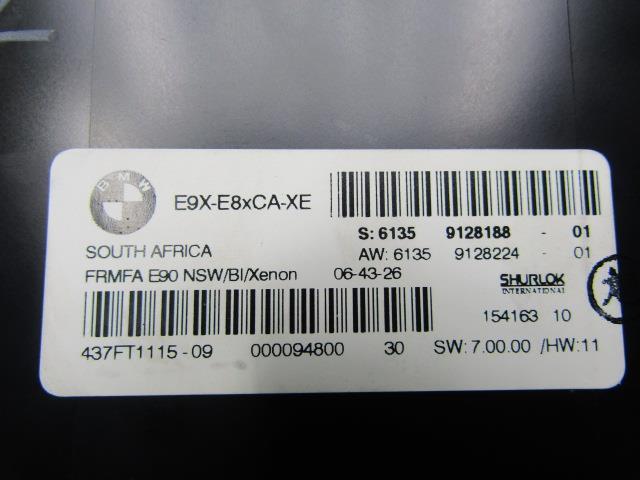 BMW
E9X-E8xCA-XE
S: 6135 9128188 - 01
SOUTH AFRICA AW: 6135 9128224 - 01
FRMFA E90 NSW/BI/Xenon 06-43-26
SHURLOK
INTERNATIONAL
154163 10
437FT1115-09 000094800 30 SW:7.00.00 /HW:11